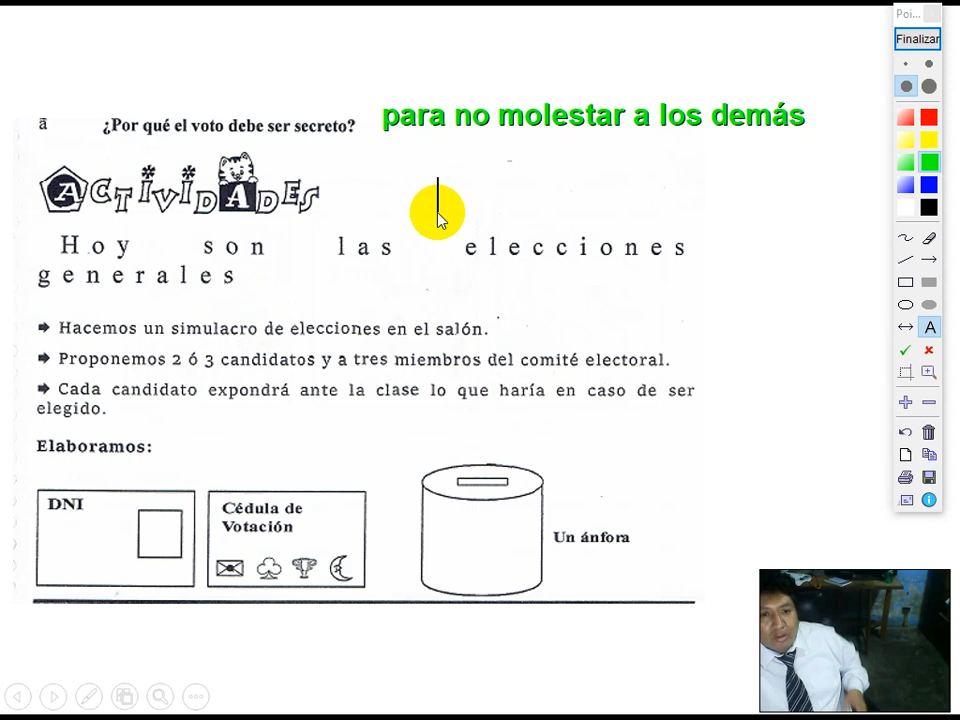 Poi...
Finalizar
ā ¿Por qué el voto debe ser secreto? para no molestar a los demás
ACTIVIDADES
Hoy son las elecciones
generales
➡ Hacemos un simulacro de elecciones en el salón.
➡ Proponemos 2 ó 3 candidatos y a tres miembros del comité electoral.
➡ Cada candidato expondrá ante la clase lo que haría en caso de ser
elegido.
Elaboramos:
DNI
Cédula de
Votación
Un ánfora
A